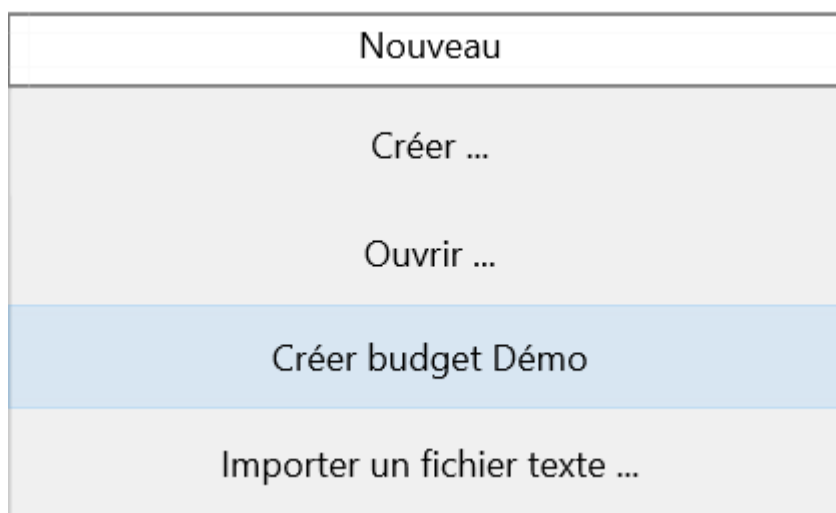 Nouveau
Créer ...
Ouvrir ...
Créer budget Démo
Importer un fichier texte ...